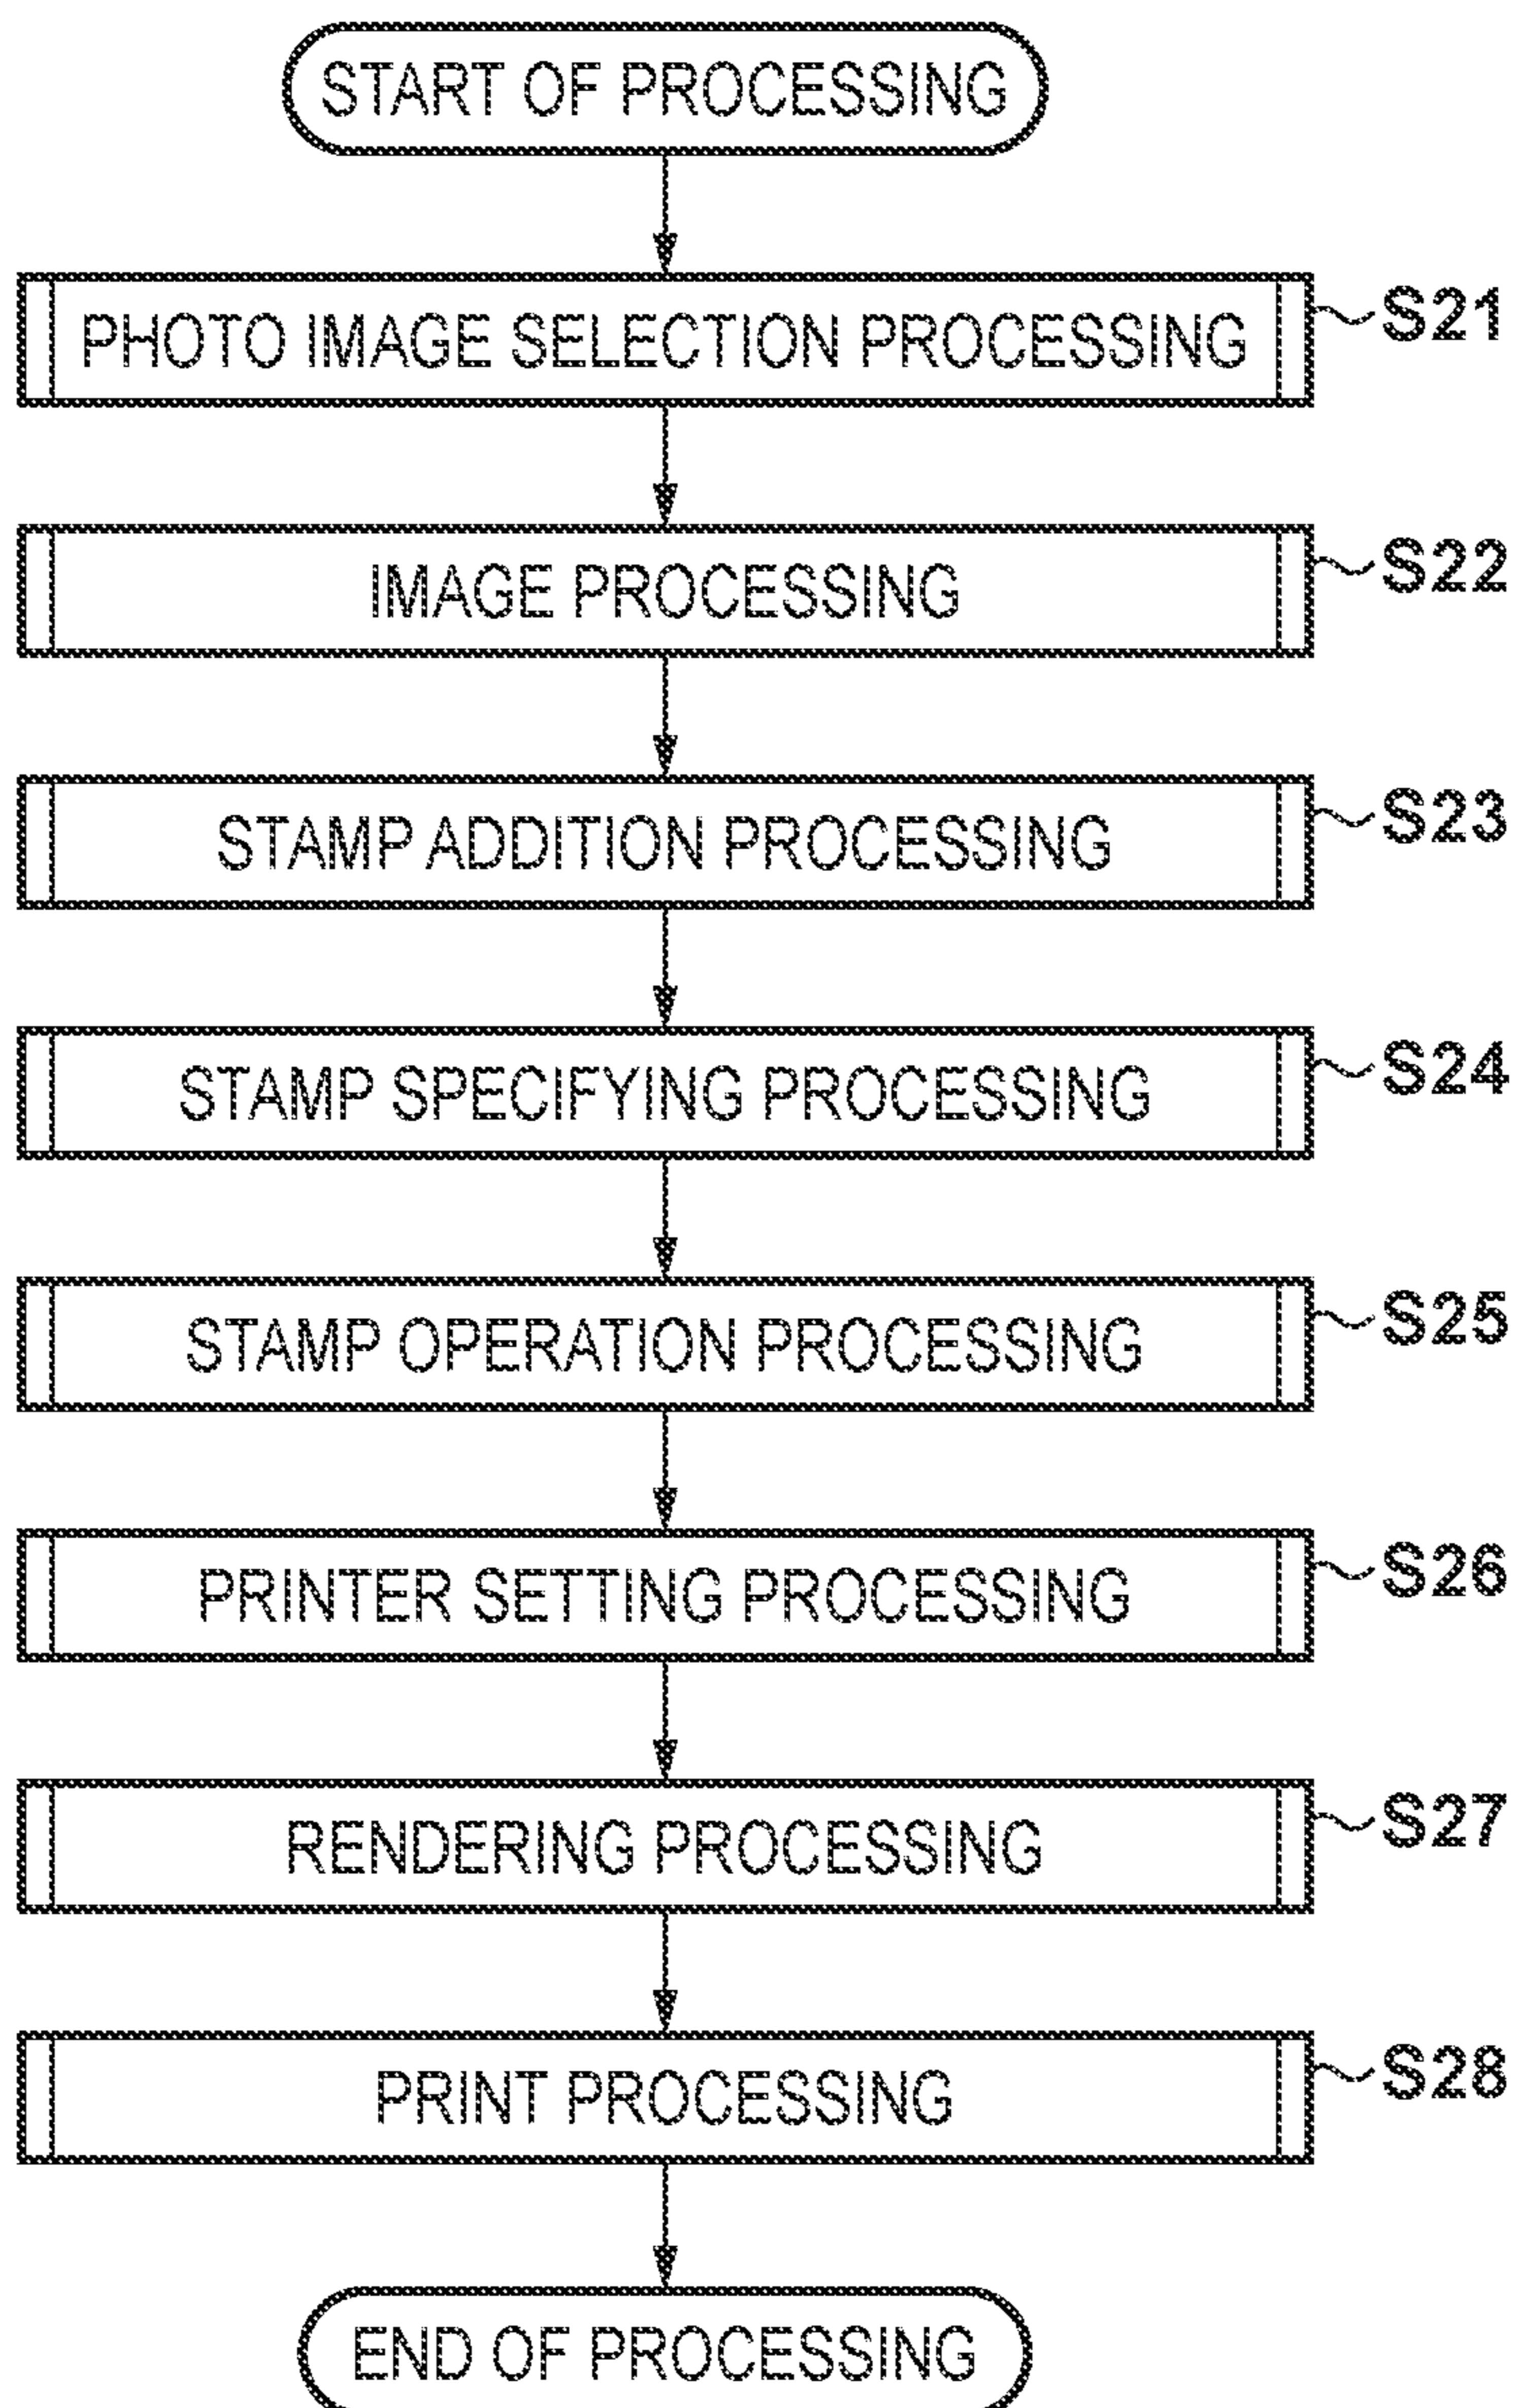 START OF PROCESSING
PHOTO IMAGE SELECTION PROCESSING S21
IMAGE PROCESSING S22
STAMP ADDITION PROCESSING S23
STAMP SPECIFYING PROCESSING S24
STAMP OPERATION PROCESSING S25
PRINTER SETTING PROCESSING S26
RENDERING PROCESSING S27
PRINT PROCESSING S28
END OF PROCESSING